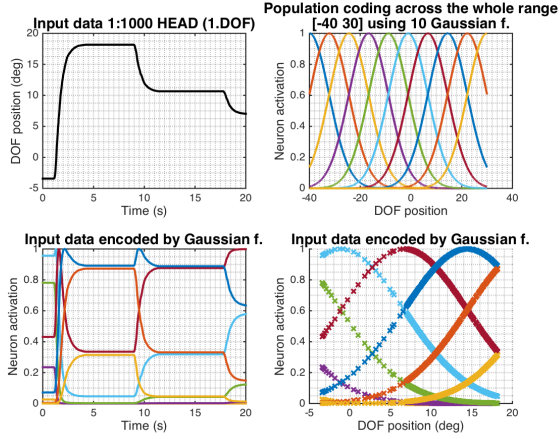 Input data 1:1000 HEAD (1.DOF)
20
15
10
5
0
-5
DOF position (deg)
0 5 10 15 20
Time (s)
Population coding across the whole range
[-40 30] using 10 Gaussian f.
1
0.8
0.6
0.4
0.2
0
Neuron activation
-40 -20 0 20 40
DOF position
Input data encoded by Gaussian f.
0.8
0.6
0.4
0.2
0
Neuron activation
0 5 10 15 20
Time (s)
Input data encoded by Gaussian f.
0.8
0.6
0.4
0.2
0
Neuron activation
-5 0 5 10 15 20
DOF position (deg)